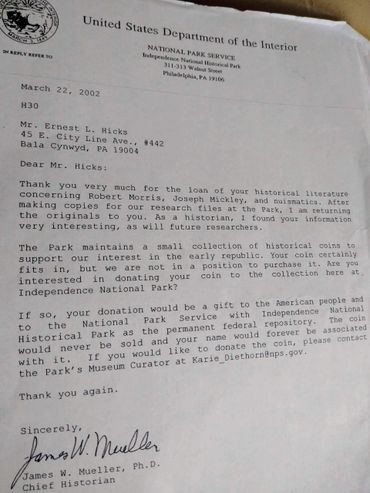 United States Department of the Interior
NATIONAL PARK SERVICE
Independence National Historical Park
311-313 Walnut Street
Philadelphia, PA 19106
IN REPLY REFER TO
MARCH 3, 1849
March 22, 2002
H30
Mr. Ernest L. Hicks
45 E. City Line Ave., #442
Bala Cynwyd, PA 19004
Dear Mr. Hicks:
Thank you very much for the loan of your historical literature
concerning Robert Morris, Joseph Mickley, and nuismatics. After
making copies for our research files at the Park, I am returning
the originals to you. As a historian, I found your information
very interesting, as will future researchers.
The Park maintains a small collection of historical coins to
support our interest in the early republic. Your coin certainly
fits in, but we are not in a position to purchase it. Are you
interested in donating your coin to the collection here at
Independence National Park?
If so, your donation would be a gift to the American people and
to the National Park Service with Independence National
Historical Park as the permanent federal repository. The coin
would never be sold and your name would forever be associated
with it. If you would like to donate the coin, please contact
the Park's Museum Curator at Karie_Diethorn@nps.gov.
Thank you again.
Sincerely,
James W. Mueller
James W. Mueller, Ph.D.
Chief Historian